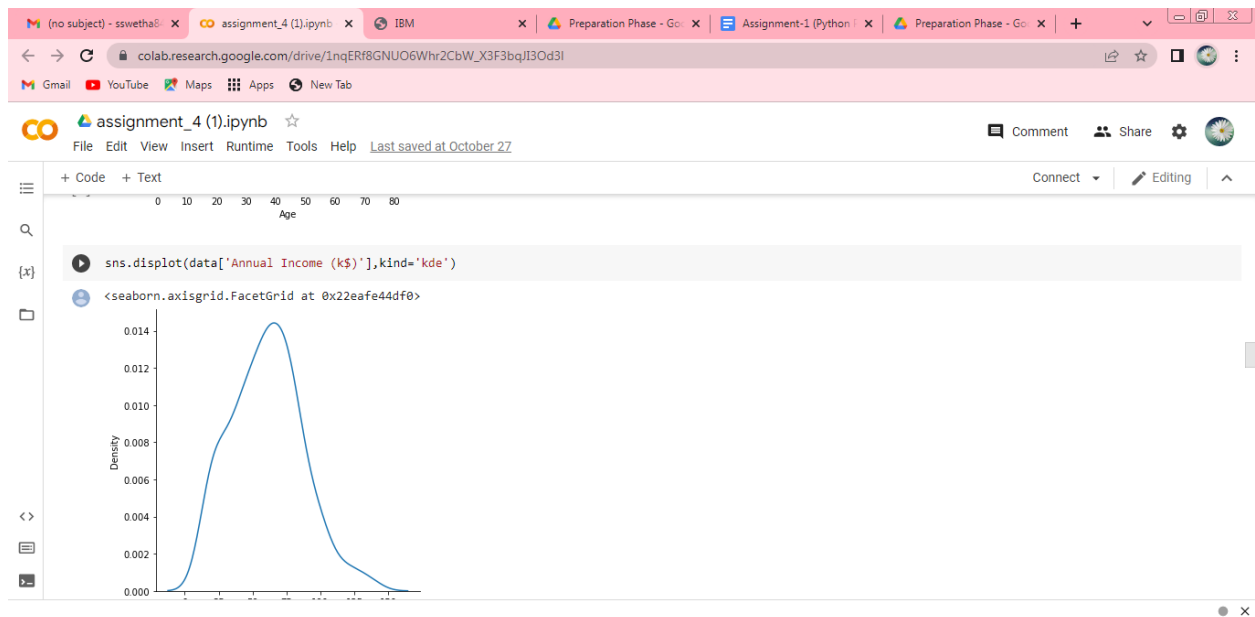 (no subject) - sswetha84
assignment_4 (1).ipynb
IBM
Preparation Phase - Goo
Assignment-1 (Python
Preparation Phase - Goo
colab.research.google.com/drive/1nqERf8GNUO6Whr2CbW_X3F3bqJI3Od3I
Gmail YouTube Maps Apps New Tab
CO assignment_4 (1).ipynb
File Edit View Insert Runtime Tools Help Last saved at October 27
Comment Share
+ Code + Text
Connect Editing
0 10 20 30 40 50 60 70 80
Age
{x}
sns.displot(data['Annual Income (k$)'],kind='kde')
<seaborn.axisgrid.FacetGrid at 0x22eafe44df0>
0.014
0.012
0.010
0.008
Density
0.006
0.004
0.002
0.000